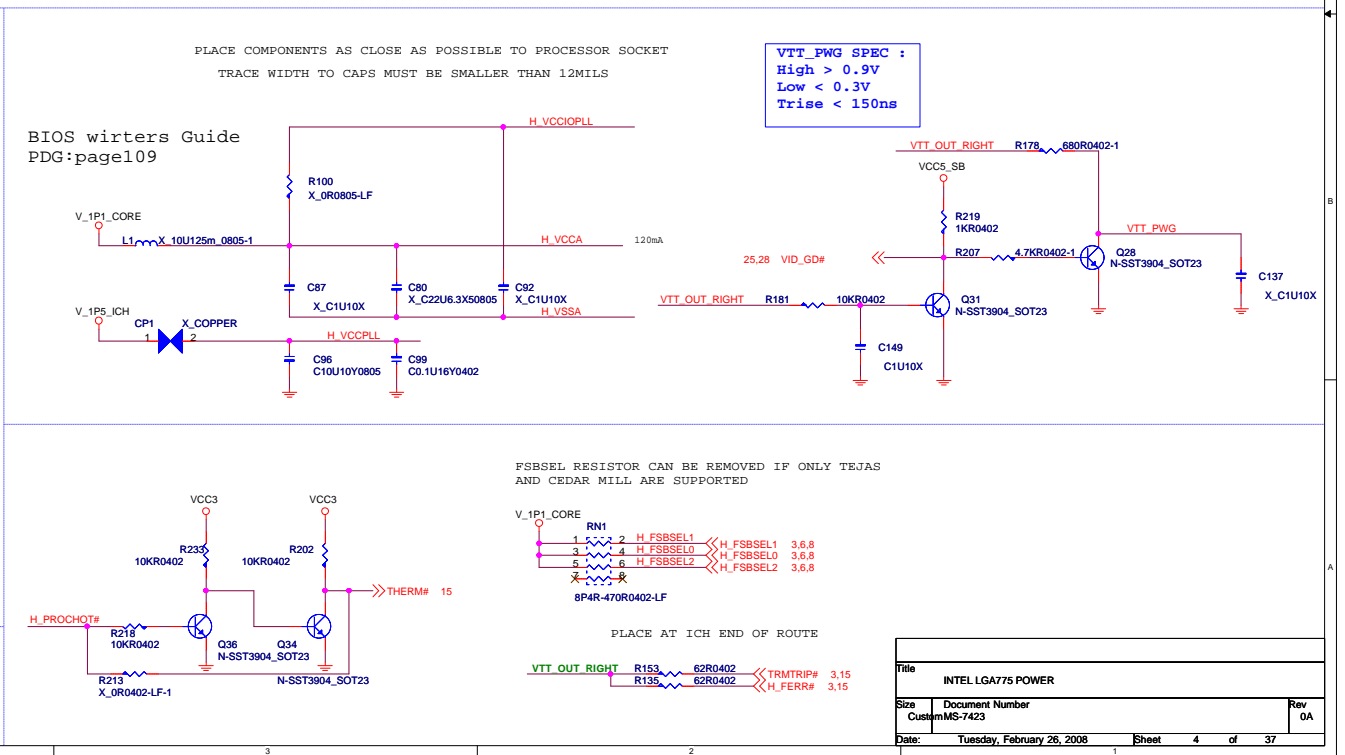 PLACE COMPONENTS AS CLOSE AS POSSIBLE TO PROCESSOR SOCKET
TRACE WIDTH TO CAPS MUST BE SMALLER THAN 12MILS
VTT_PWG SPEC :
High > 0.9V
Low < 0.3V
Trise < 150ns
BIOS wirters Guide
PDG:page109
H_VCCIOPLL
R100
X_0R0805-LF
V_1P1_CORE
L1
X_10U125m_0805-1
H_VCCA
120mA
C87
X_C1U10X
C80
X_C22U6.3X50805
C92
X_C1U10X
H_VSSA
V_1P5_ICH
CP1
X_COPPER
1
2
H_VCCPLL
C96
C10U10Y0805
C99
C0.1U16Y0402
VTT_OUT_RIGHT
R178
680R0402-1
VCC5_SB
R219
1KR0402
VTT_PWG
25,28 VID_GD#
R207
4.7KR0402-1
Q28
N-SST3904_SOT23
C137
X_C1U10X
VTT_OUT_RIGHT
R181
10KR0402
Q31
N-SST3904_SOT23
C149
C1U10X
B
FSBSEL RESISTOR CAN BE REMOVED IF ONLY TEJAS
AND CEDAR MILL ARE SUPPORTED
VCC3
VCC3
R233
10KR0402
R202
10KR0402
THERM# 15
H_PROCHOT#
R218
10KR0402
Q36
N-SST3904_SOT23
Q34
N-SST3904_SOT23
R213
X_0R0402-LF-1
V_1P1_CORE
RN1
1 2 H_FSBSEL1 H_FSBSEL1 3,6,8
3 4 H_FSBSEL0 H_FSBSEL0 3,6,8
5 6 H_FSBSEL2 H_FSBSEL2 3,6,8
7 8
8P4R-470R0402-LF
A
PLACE AT ICH END OF ROUTE
VTT_OUT_RIGHT R153 62R0402 TRMTRIP# 3,15
R135 62R0402 H_FERR# 3,15
Title
INTEL LGA775 POWER
Size Document Number Rev
Custom MS-7423 0A
Date: Tuesday, February 26, 2008 Sheet 4 of 37
3 2 1